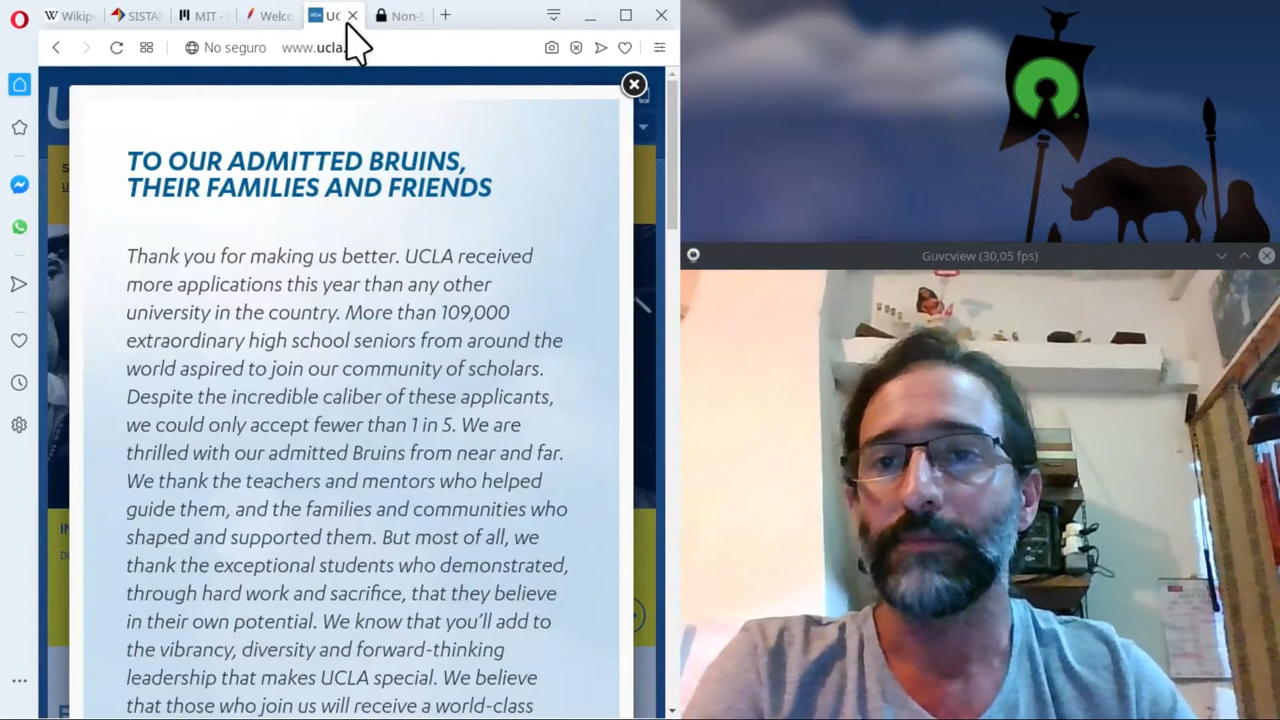 Wikip
SISTA
MIT -
Welco
UC
Non-S
No seguro
www.ucla.
TO OUR ADMITTED BRUINS,
THEIR FAMILIES AND FRIENDS
Thank you for making us better. UCLA received
more applications this year than any other
university in the country. More than 109,000
extraordinary high school seniors from around the
world aspired to join our community of scholars.
Despite the incredible caliber of these applicants,
we could only accept fewer than 1 in 5. We are
thrilled with our admitted Bruins from near and far.
We thank the teachers and mentors who helped
guide them, and the families and communities who
shaped and supported them. But most of all, we
thank the exceptional students who demonstrated,
through hard work and sacrifice, that they believe
in their own potential. We know that you'll add to
the vibrancy, diversity and forward-thinking
leadership that makes UCLA special. We believe
that those who join us will receive a world-class
Guvcview (30,05 fps)